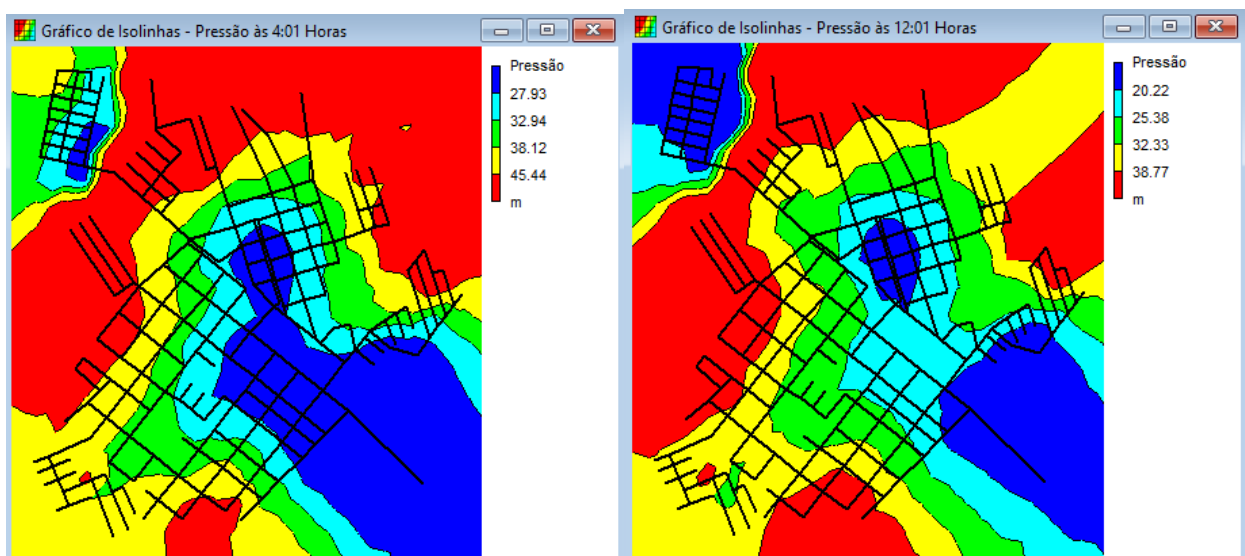 Gráfico de Isolinhas - Pressão às 4:01 Horas
Pressão
27.93
32.94
38.12
45.44
m
Gráfico de Isolinhas - Pressão às 12:01 Horas
Pressão
20.22
25.38
32.33
38.77
m